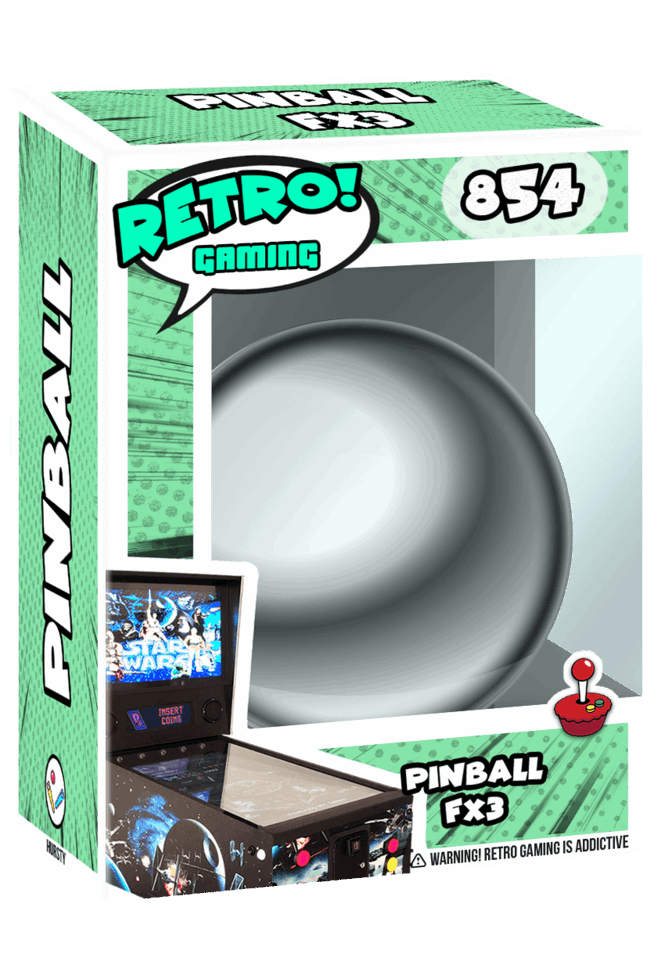 PINBALL
FX3
RETRO!
GAMING
854
PINBALL
STAR
WARS
INSERT
COINS
PINBALL
FX3
WARNING! RETRO GAMING IS ADDICTIVE
HURSTY